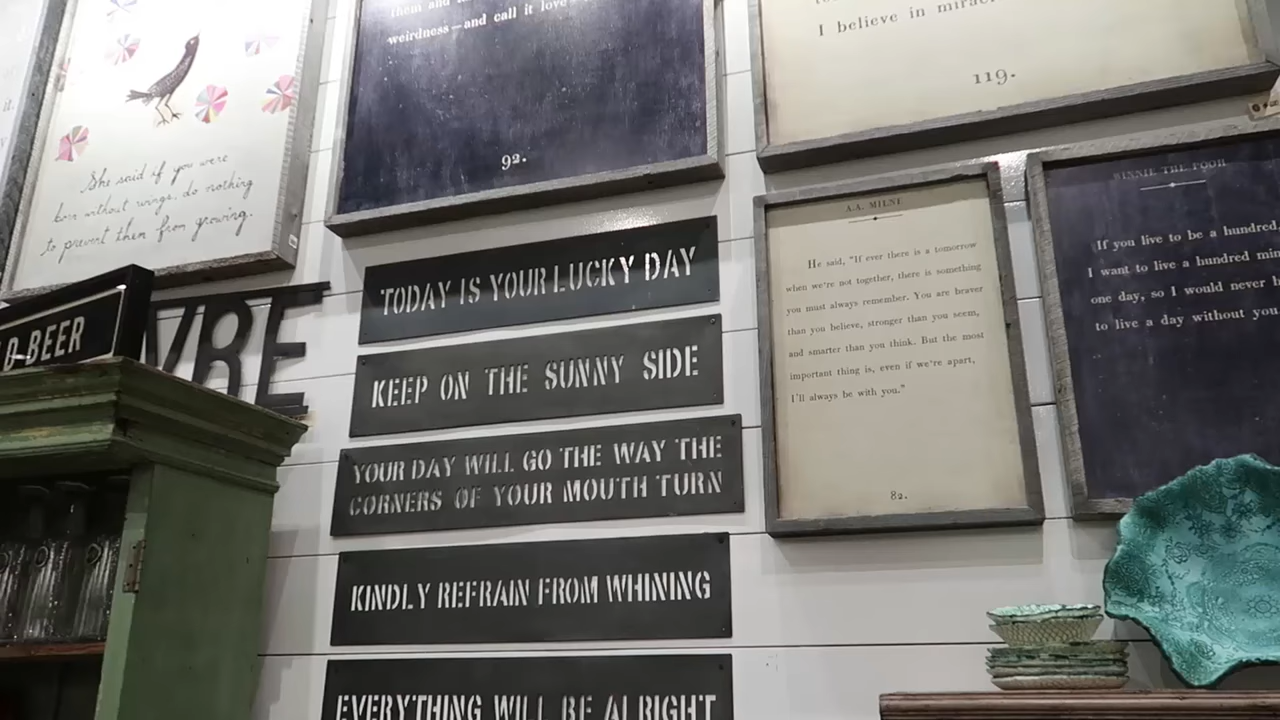 She said if you were
born without wings, do nothing
to prevent them from growing.
them and
weirdness—and call it love
92.
I believe in
119.
BEER
TODAY IS YOUR LUCKY DAY
KEEP ON THE SUNNY SIDE
YOUR DAY WILL GO THE WAY THE
CORNERS OF YOUR MOUTH TURN
KINDLY REFRAIN FROM WHINING
EVERYTHING WILL BE ALRIGHT
A.A. MILNE
He said, "If ever there is a tomorrow
when we're not together, there is something
you must always remember. You are braver
than you believe, stronger than you seem,
and smarter than you think. But the most
important thing is, even if we're apart,
I'll always be with you."
82.
WINNIE THE POOH
If you live to be a hundred,
I want to live a hundred
one day, so I would never
to live a day without you